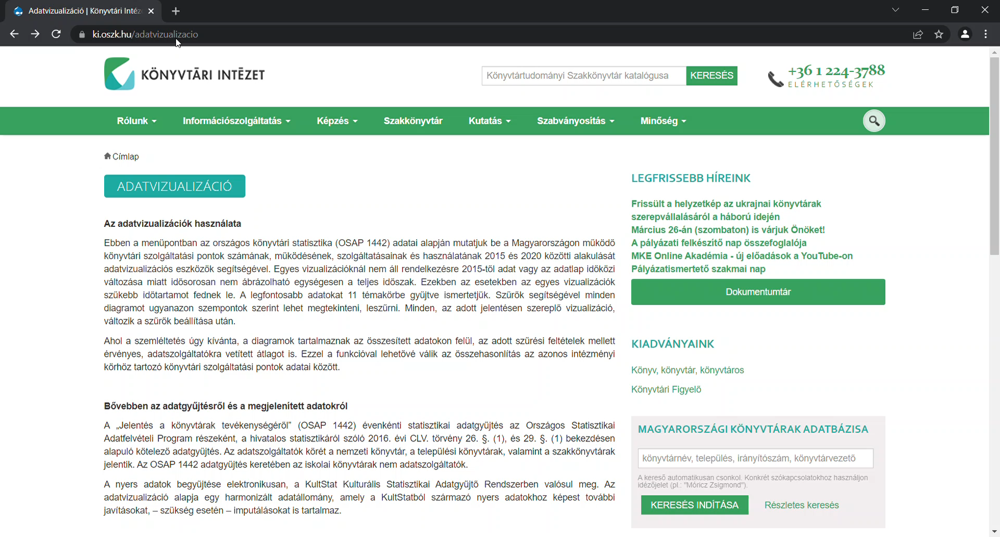 Adatvizualizáció | Könyvtári Intéz
ki.oszk.hu/adatvizualizacio
KÖNYVTÁRI INTÉZET
Könyvtártudományi Szakkönyvtár katalógusa
KERESÉS
+36 1 224-3788
ELÉRHETŐSÉGEK
Rólunk Információszolgáltatás Képzés Szakkönyvtár Kutatás Szabványosítás Minőség
Címlap
ADATVIZUALIZÁCIÓ
Az adatvizualizációk használata
Ebben a menüpontban az országos könyvtári statisztika (OSAP 1442) adatai alapján mutatjuk be a Magyarországon működő
könyvtári szolgáltatási pontok számának, működésének, szolgáltatásainak és használatának 2015 és 2020 közötti alakulását
adatvizualizációs eszközök segítségével. Egyes vizualizációknál nem áll rendelkezésre 2015-től adat vagy az adatlap időközi
változása miatt idősorosan nem ábrázolható egységesen a teljes időszak. Ezekben az esetekben az egyes vizualizációk
szűkebb időtartamot fednek le. A legfontosabb adatokat 11 témakörbe gyűjtve ismertetjük. Szűrők segítségével minden
diagramot ugyanazon szempontok szerint lehet megtekinteni, leszűrni. Minden, az adott jelentésen szereplő vizualizáció,
változik a szűrők beállítása után.
Ahol a szemléltetés úgy kívánta, a diagramok tartalmaznak az összesített adatokon felül, az adott szűrési feltételek mellett
érvényes, adatszolgáltatókra vetített átlagot is. Ezzel a funkcióval lehetővé válik az összehasonlítás az azonos intézményi
körhöz tartozó könyvtári szolgáltatási pontok adatai között.
Bővebben az adatgyűjtésről és a megjelenített adatokról
A „Jelentés a könyvtárak tevékenységéről” (OSAP 1442) évenkénti statisztikai adatgyűjtés az Országos Statisztikai
Adatfelvételi Program részeként, a hivatalos statisztikáról szóló 2016. évi CLV. törvény 26. §. (1), és 29. §. (1) bekezdésen
alapuló kötelező adatgyűjtés. Az adatszolgáltatók körét a nemzeti könyvtár, a települési könyvtárak, valamint a szakkönyvtárak
jelentik. Az OSAP 1442 adatgyűjtés keretében az iskolai könyvtárak nem adatszolgáltatók.
A nyers adatok begyűjtése elektronikusan, a KultStat Kulturális Statisztikai Adatgyűjtő Rendszerben valósul meg. Az
adatvizualizáció alapja egy harmonizált adatállomány, amely a KultStatból származó nyers adatokhoz képest további
javításokat, – szükség esetén – imputálásokat is tartalmaz.
LEGFRISSEBB HÍREINK
Frissült a helyzetkép az ukrajnai könyvtárak
szerepvállalásáról a háború idején
Március 26-án (szombaton) is várjuk Önöket!
A pályázati felkészítő nap összefoglalója
MKE Online Akadémia - új előadások a YouTube-on
Pályázatismertető szakmai nap
Dokumentumtár
KIADVÁNYAINK
Könyv, könyvtár, könyvtáros
Könyvtári Figyelő
MAGYARORSZÁGI KÖNYVTÁRAK ADATBÁZISA
könyvtárnév, település, irányítószám, könyvtárvezető
A kereső automatikusan csonkol. Konkrét szókapcsolatokhoz használjon
idézőjelet (pl.: "Móricz Zsigmond").
KERESÉS INDÍTÁSA
Részletes keresés